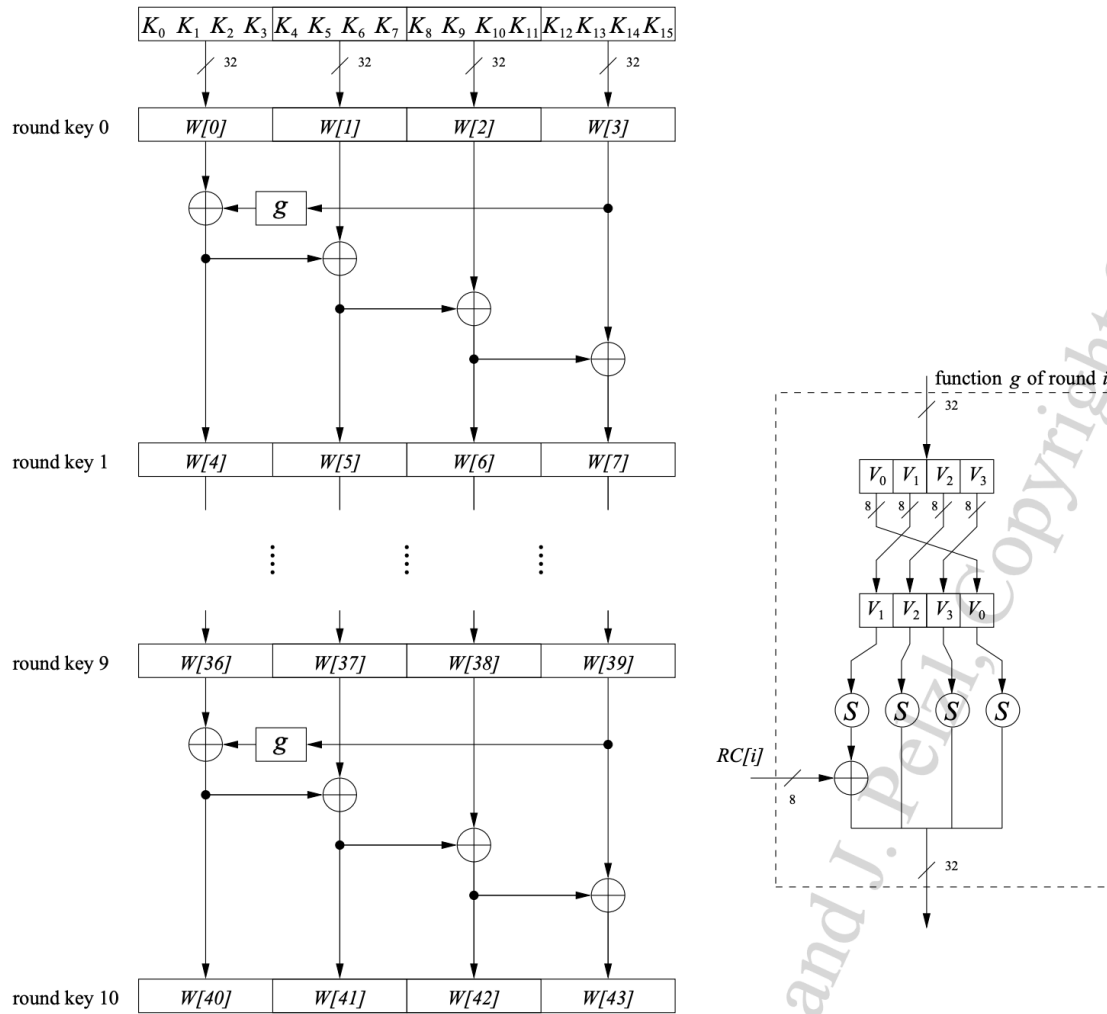 K₀ K₁ K₂ K₃ K₄ K₅ K₆ K₇ K₈ K₉ K₁₀ K₁₁ K₁₂ K₁₃ K₁₄ K₁₅
32 32 32 32
round key 0 W[0] W[1] W[2] W[3]
g
round key 1 W[4] W[5] W[6] W[7]
round key 9 W[36] W[37] W[38] W[39]
g
round key 10 W[40] W[41] W[42] W[43]
function g of round i
32
V₀ V₁ V₂ V₃
8 8 8 8
V₁ V₂ V₃ V₀
S S S S
RC[i]
8
32
and J. Pelzl, Copyright